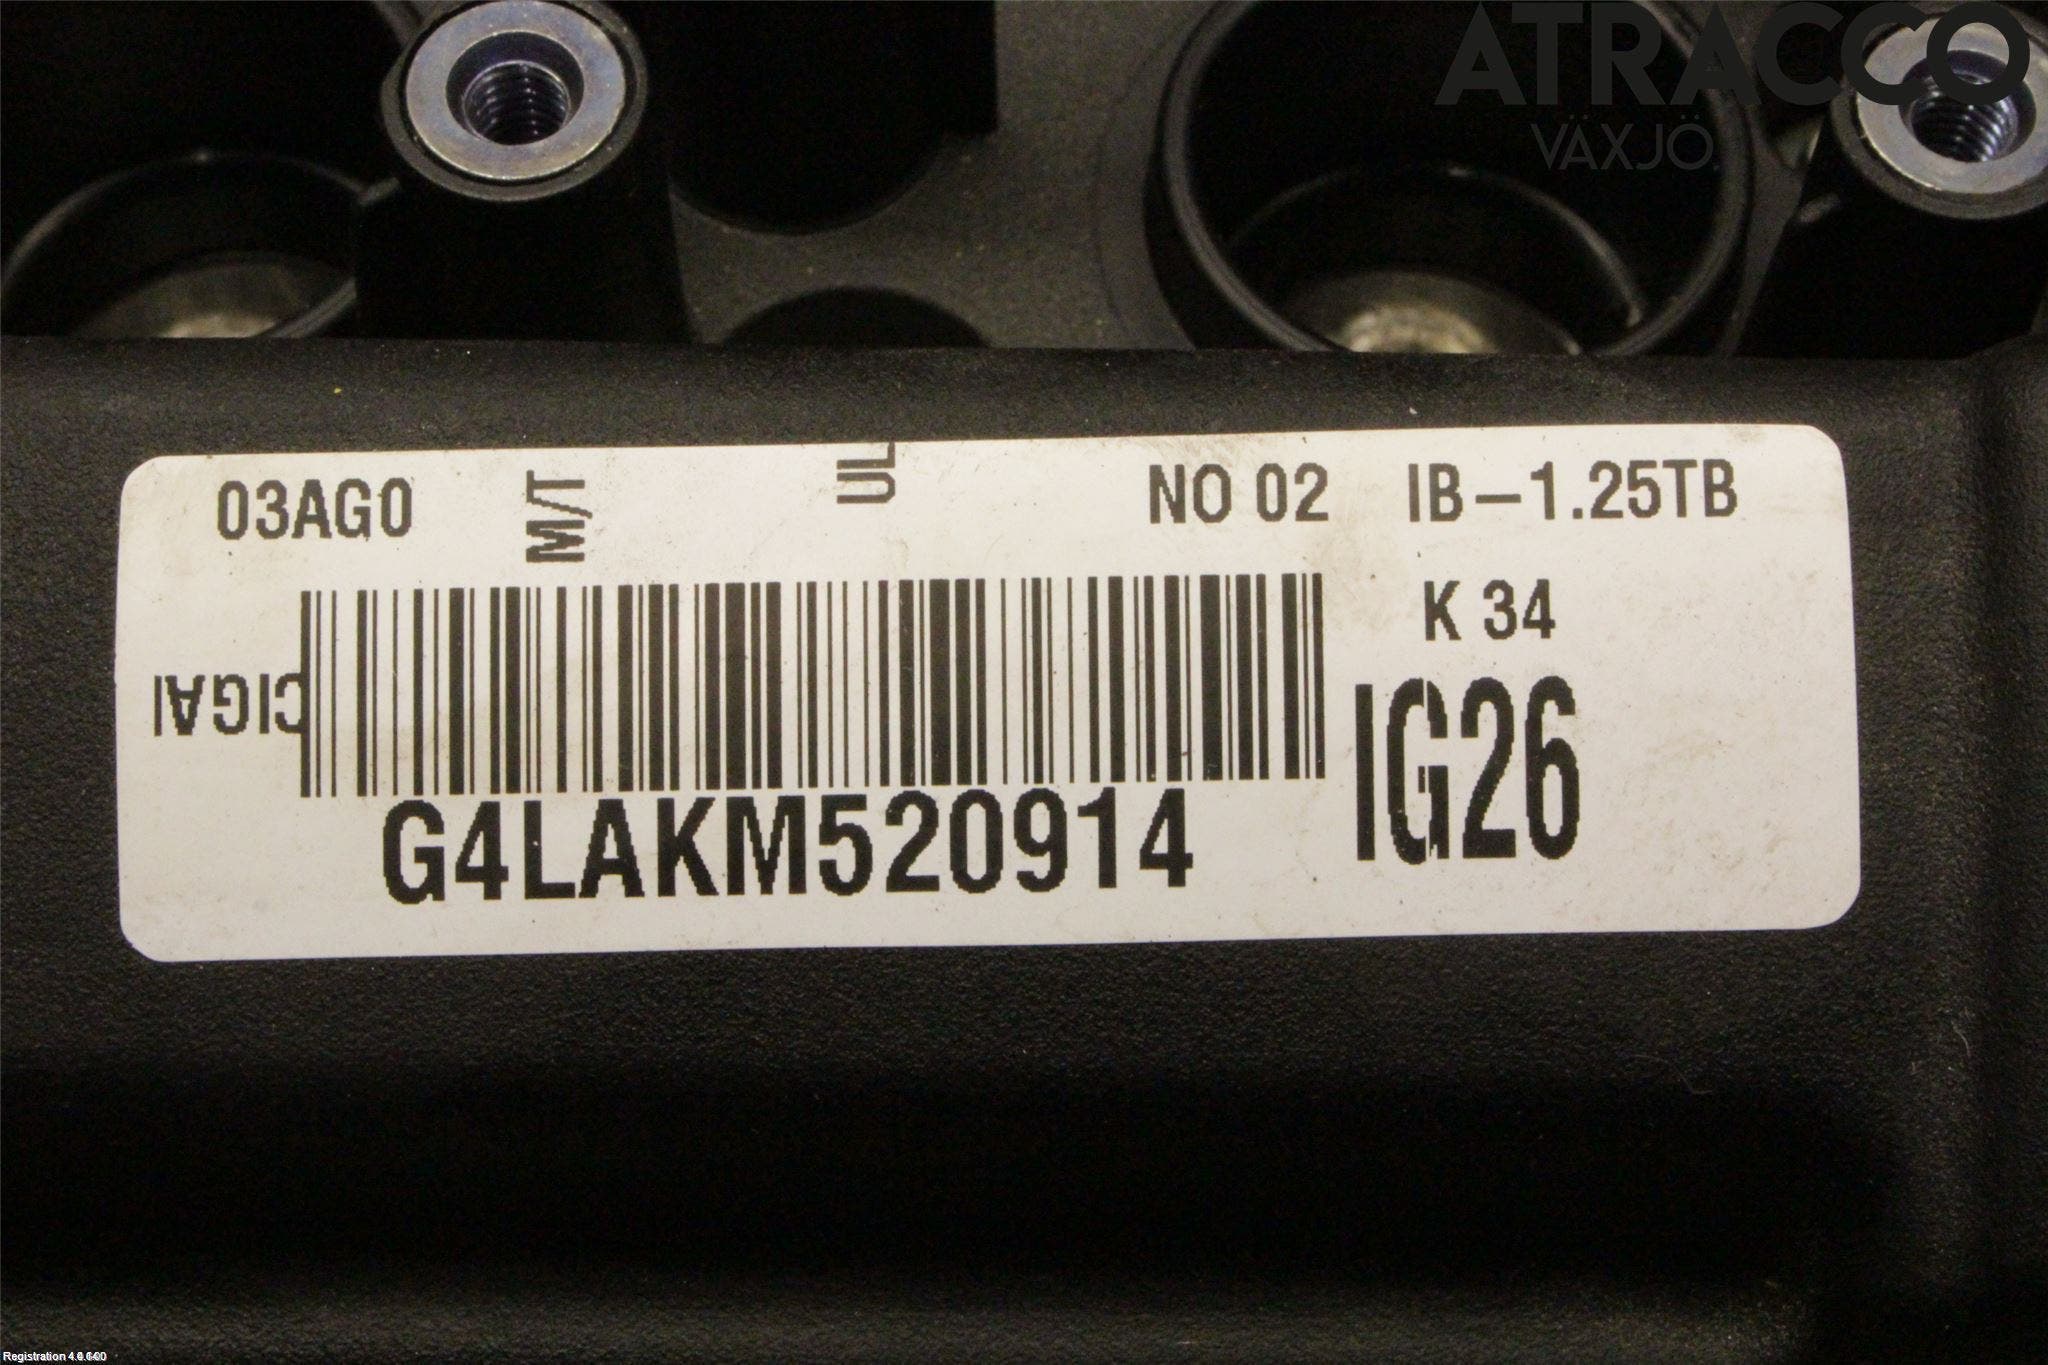 ATRACCO
VÄXJÖ
03AG0 M/T UL NO 02 IB-1.25TB
K 34
CIGAI
IG26
G4LAKM520914